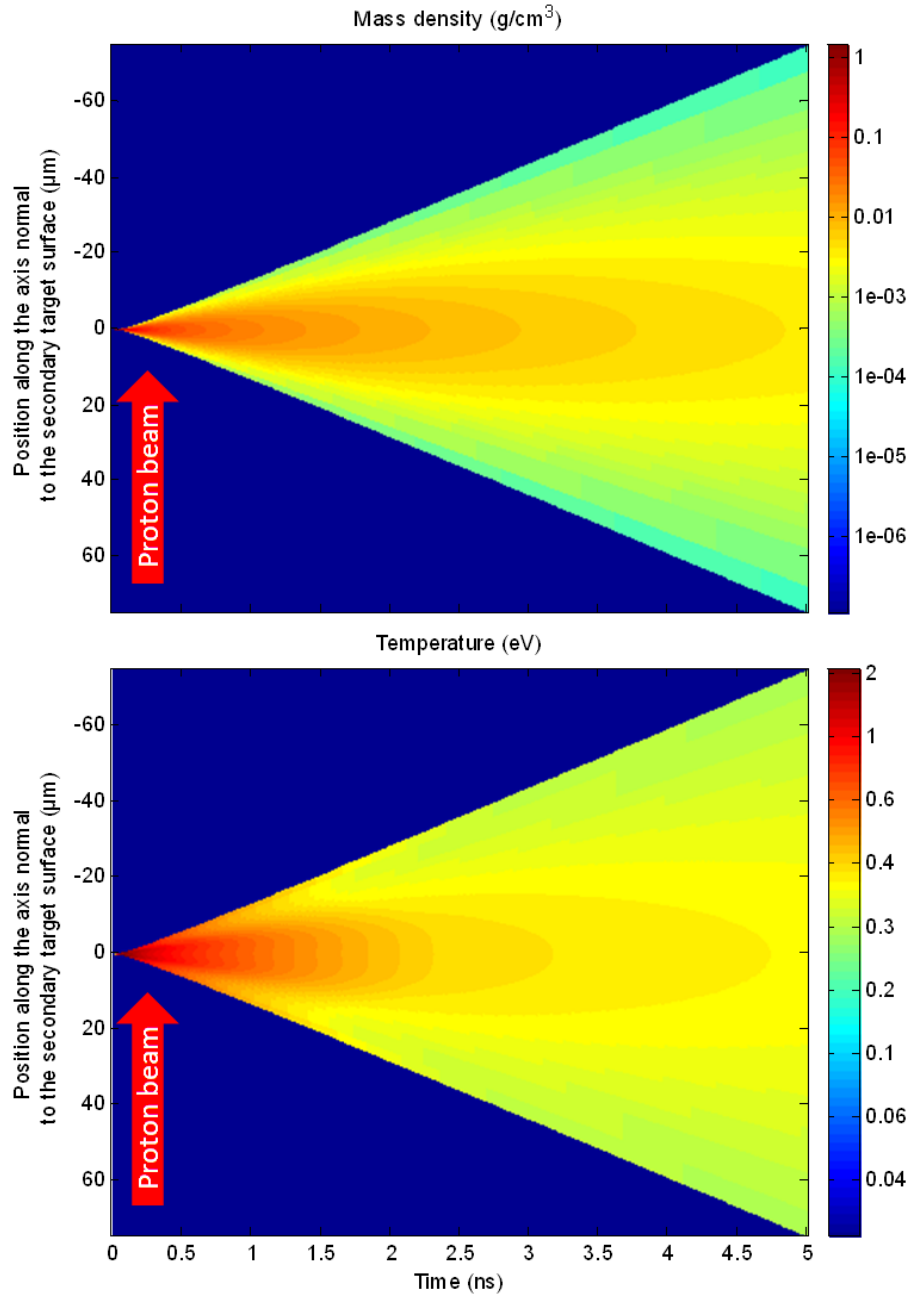 Mass density (g/cm³)
Position along the axis normal
to the secondary target surface (µm)
-60
-40
-20
0
20
40
60
Proton beam
1
0.1
0.01
1e-03
1e-04
1e-05
1e-06
Temperature (eV)
Position along the axis normal
to the secondary target surface (µm)
-60
-40
-20
0
20
40
60
Proton beam
2
1
0.6
0.4
0.3
0.2
0.1
0.06
0.04
0 0.5 1 1.5 2 2.5 3 3.5 4 4.5 5
Time (ns)